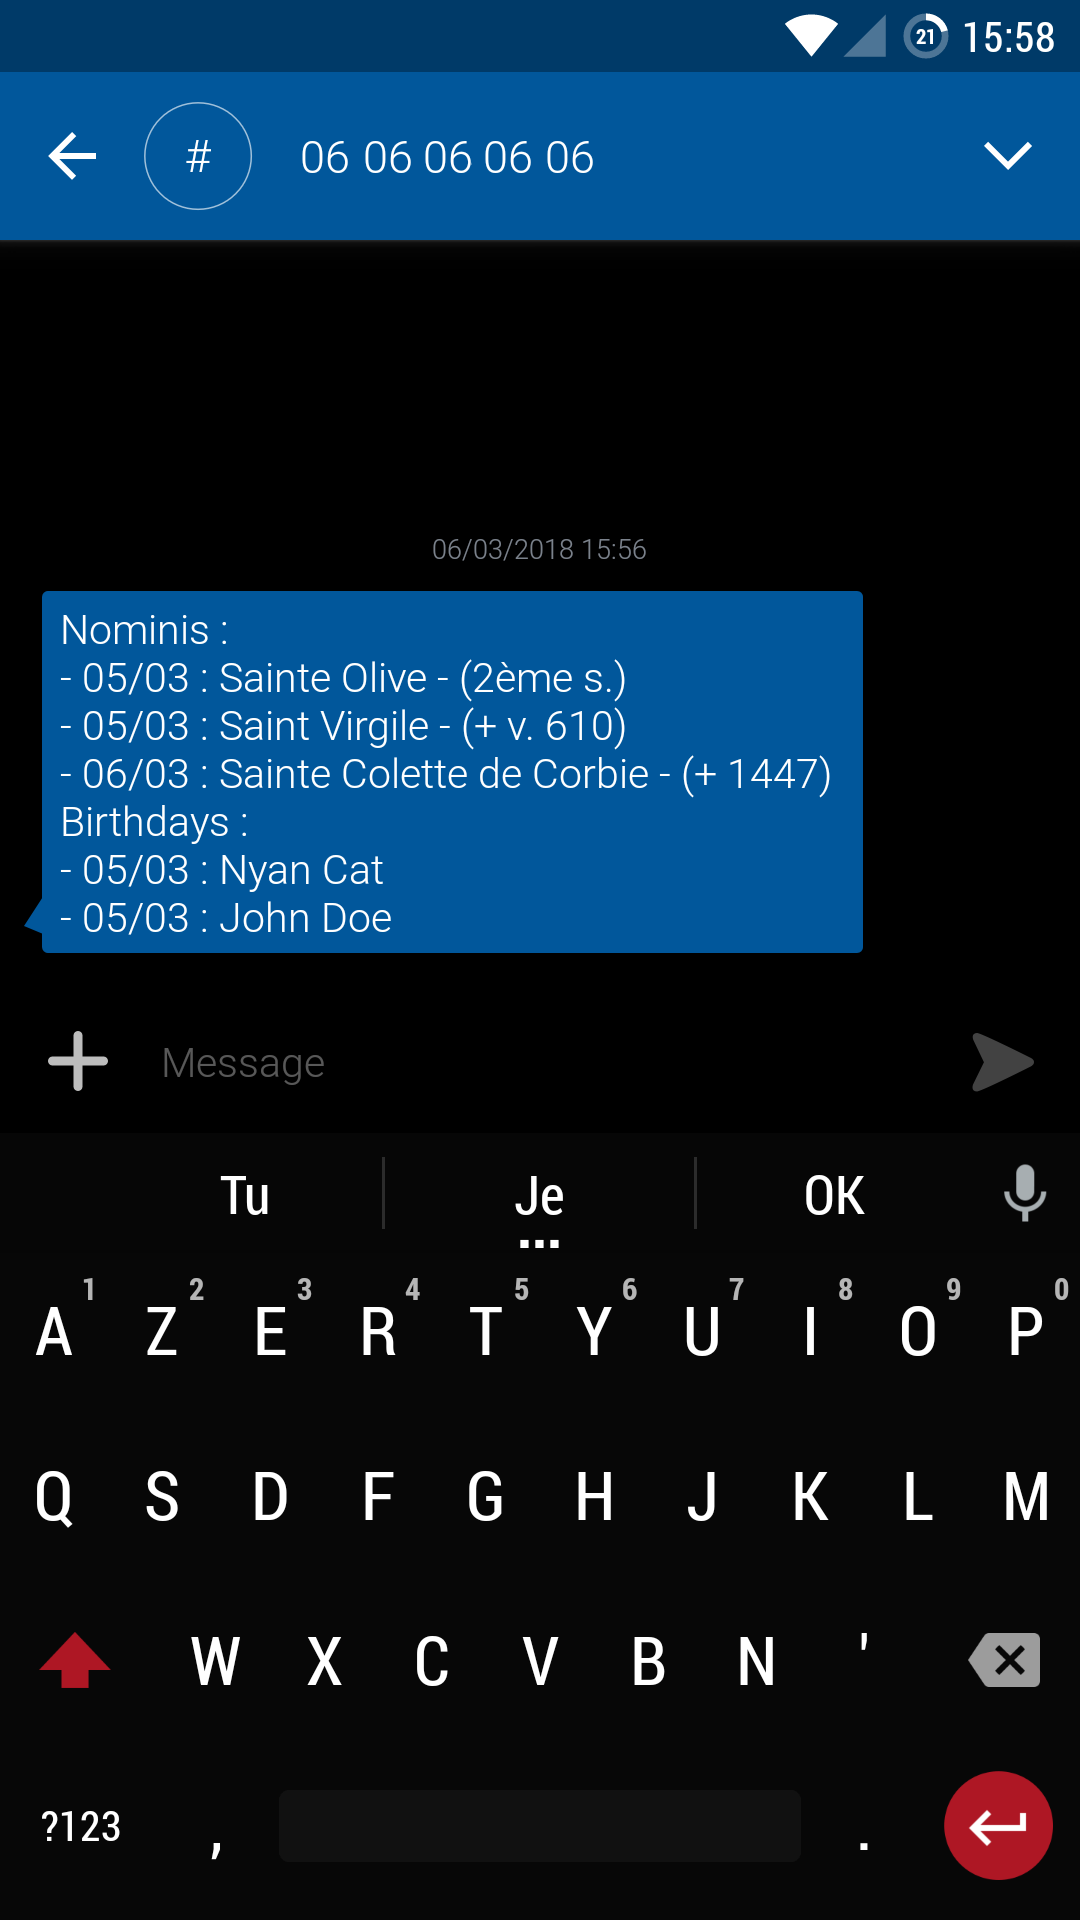 21 15:58
# 06 06 06 06 06
06/03/2018 15:56
Nominis :
- 05/03 : Sainte Olive - (2ème s.)
- 05/03 : Saint Virgile - (+ v. 610)
- 06/03 : Sainte Colette de Corbie - (+ 1447)
Birthdays :
- 05/03 : Nyan Cat
- 05/03 : John Doe
Message
Tu Je OK
...
1 2 3 4 5 6 7 8 9 0
A Z E R T Y U I O P
Q S D F G H J K L M
W X C V B N '
?123 , .